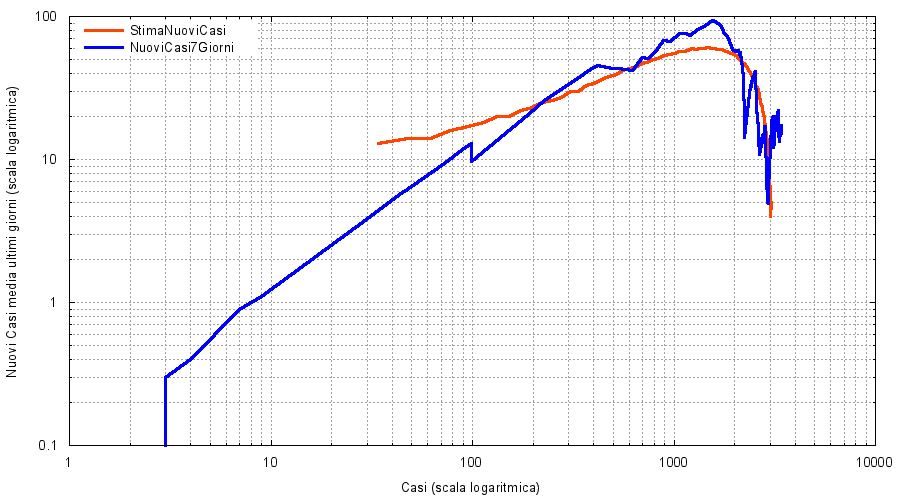 StimaNuoviCasi
NuoviCasi7Giorni
Nuovi Casi media ultimi giorni (scala logaritmica)
100
10
1
0.1
1
10
100
1000
10000
Casi (scala logaritmica)